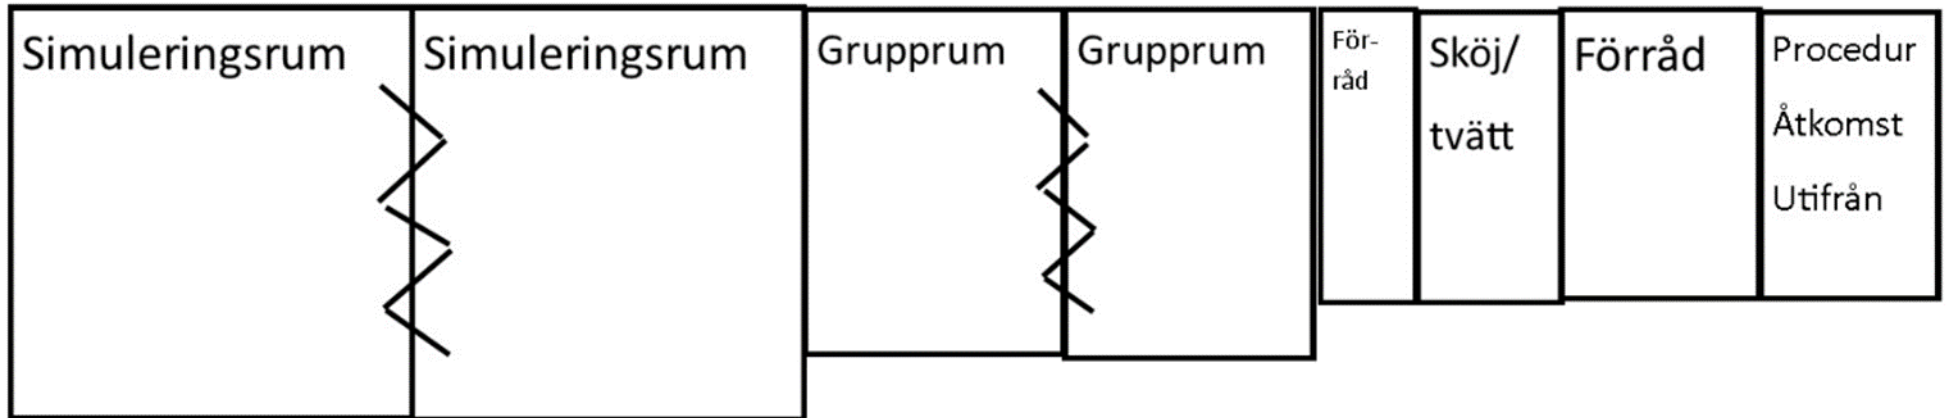 Simuleringsrum
Simuleringsrum
Grupprum
Grupprum
För-
råd
Sköj/
tvätt
Förråd
Procedur
Åtkomst
Utifrån